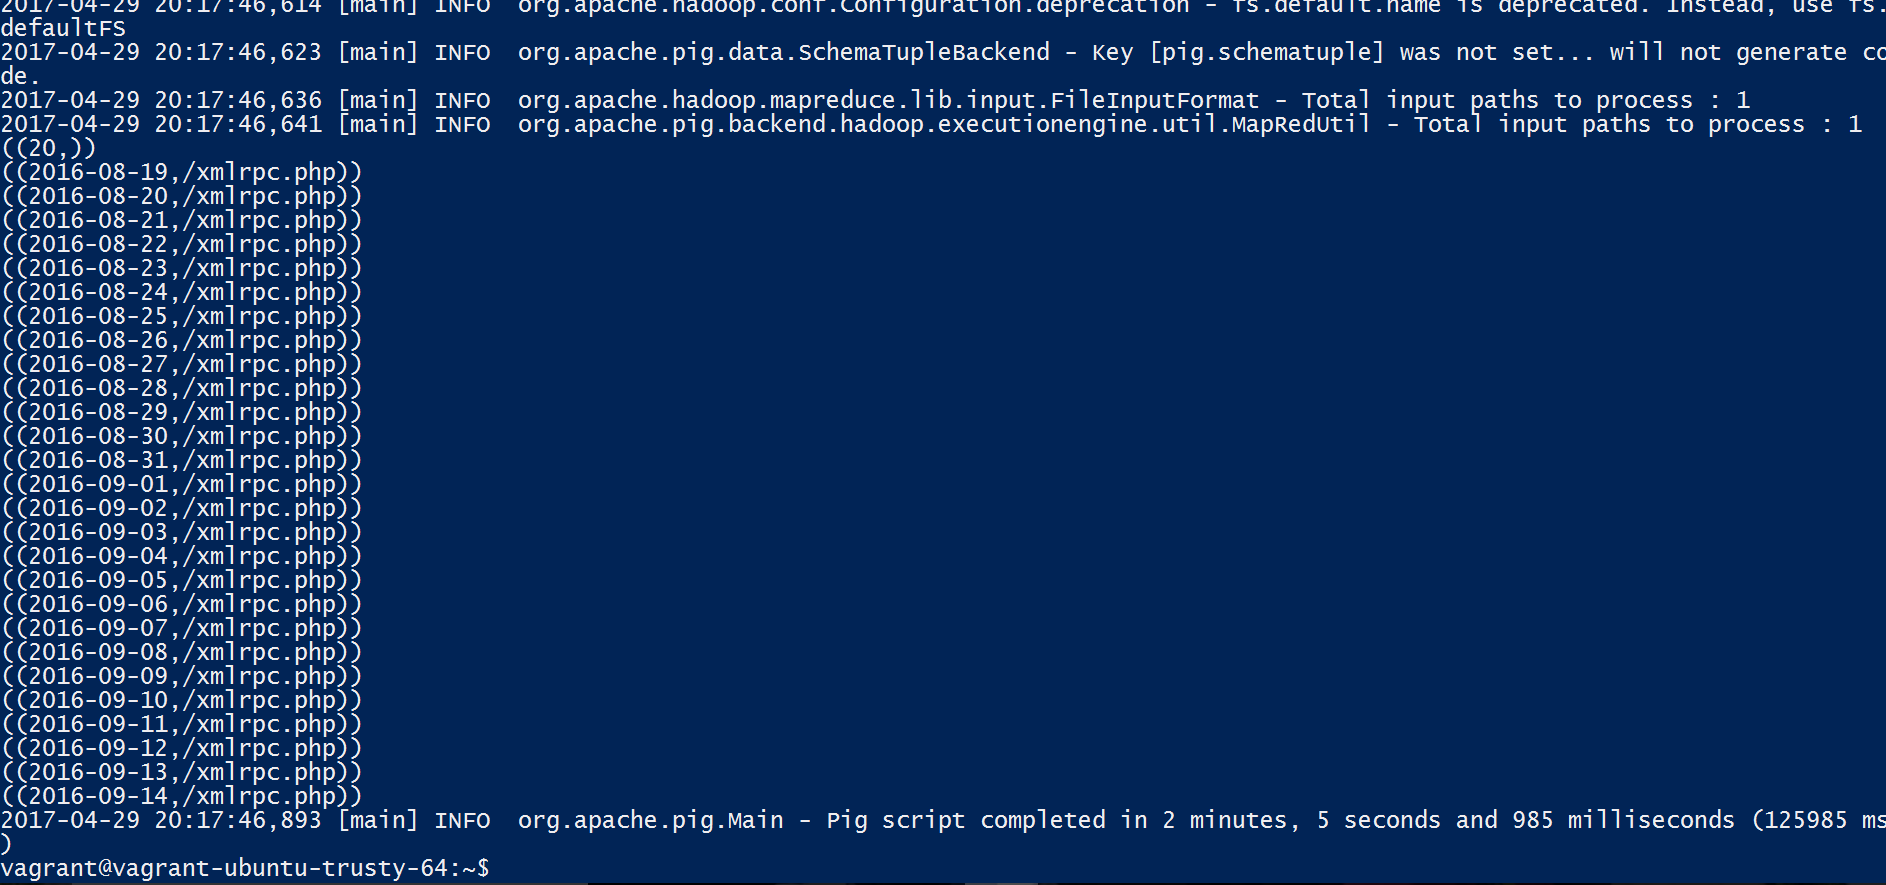 2017-04-29 20:17:46,614 [main] INFO  org.apache.hadoop.conf.Configuration.deprecation - fs.default.name is deprecated. Instead, use fs.
defaultFS
2017-04-29 20:17:46,623 [main] INFO  org.apache.pig.data.SchemaTupleBackend - Key [pig.schematuple] was not set... will not generate co
de.
2017-04-29 20:17:46,636 [main] INFO  org.apache.hadoop.mapreduce.lib.input.FileInputFormat - Total input paths to process : 1
2017-04-29 20:17:46,641 [main] INFO  org.apache.pig.backend.hadoop.executionengine.util.MapRedUtil - Total input paths to process : 1
((20,))
((2016-08-19,/xmlrpc.php))
((2016-08-20,/xmlrpc.php))
((2016-08-21,/xmlrpc.php))
((2016-08-22,/xmlrpc.php))
((2016-08-23,/xmlrpc.php))
((2016-08-24,/xmlrpc.php))
((2016-08-25,/xmlrpc.php))
((2016-08-26,/xmlrpc.php))
((2016-08-27,/xmlrpc.php))
((2016-08-28,/xmlrpc.php))
((2016-08-29,/xmlrpc.php))
((2016-08-30,/xmlrpc.php))
((2016-08-31,/xmlrpc.php))
((2016-09-01,/xmlrpc.php))
((2016-09-02,/xmlrpc.php))
((2016-09-03,/xmlrpc.php))
((2016-09-04,/xmlrpc.php))
((2016-09-05,/xmlrpc.php))
((2016-09-06,/xmlrpc.php))
((2016-09-07,/xmlrpc.php))
((2016-09-08,/xmlrpc.php))
((2016-09-09,/xmlrpc.php))
((2016-09-10,/xmlrpc.php))
((2016-09-11,/xmlrpc.php))
((2016-09-12,/xmlrpc.php))
((2016-09-13,/xmlrpc.php))
((2016-09-14,/xmlrpc.php))
2017-04-29 20:17:46,893 [main] INFO  org.apache.pig.Main - Pig script completed in 2 minutes, 5 seconds and 985 milliseconds (125985 ms
)
vagrant@vagrant-ubuntu-trusty-64:~$